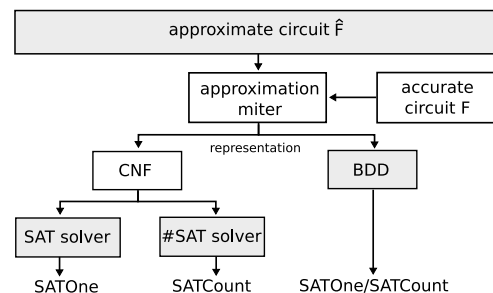 approximate circuit F̂
approximation
miter
accurate
circuit F
representation
CNF
BDD
SAT solver
#SAT solver
SATOne
SATCount
SATOne/SATCount